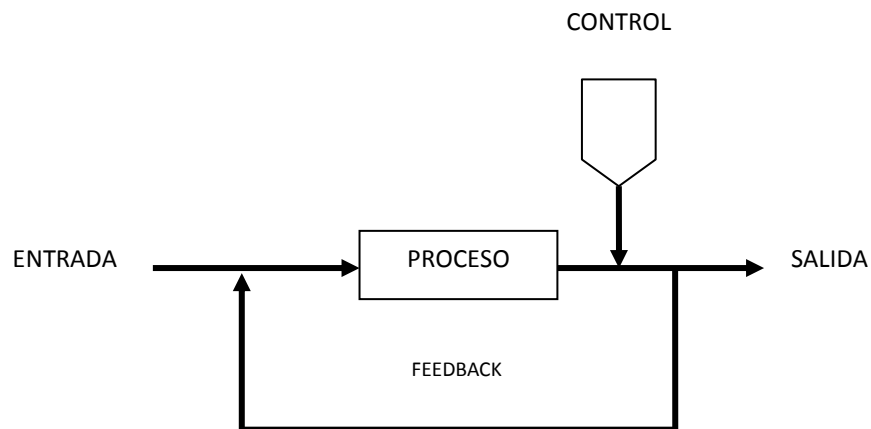 CONTROL
ENTRADA
PROCESO
SALIDA
FEEDBACK